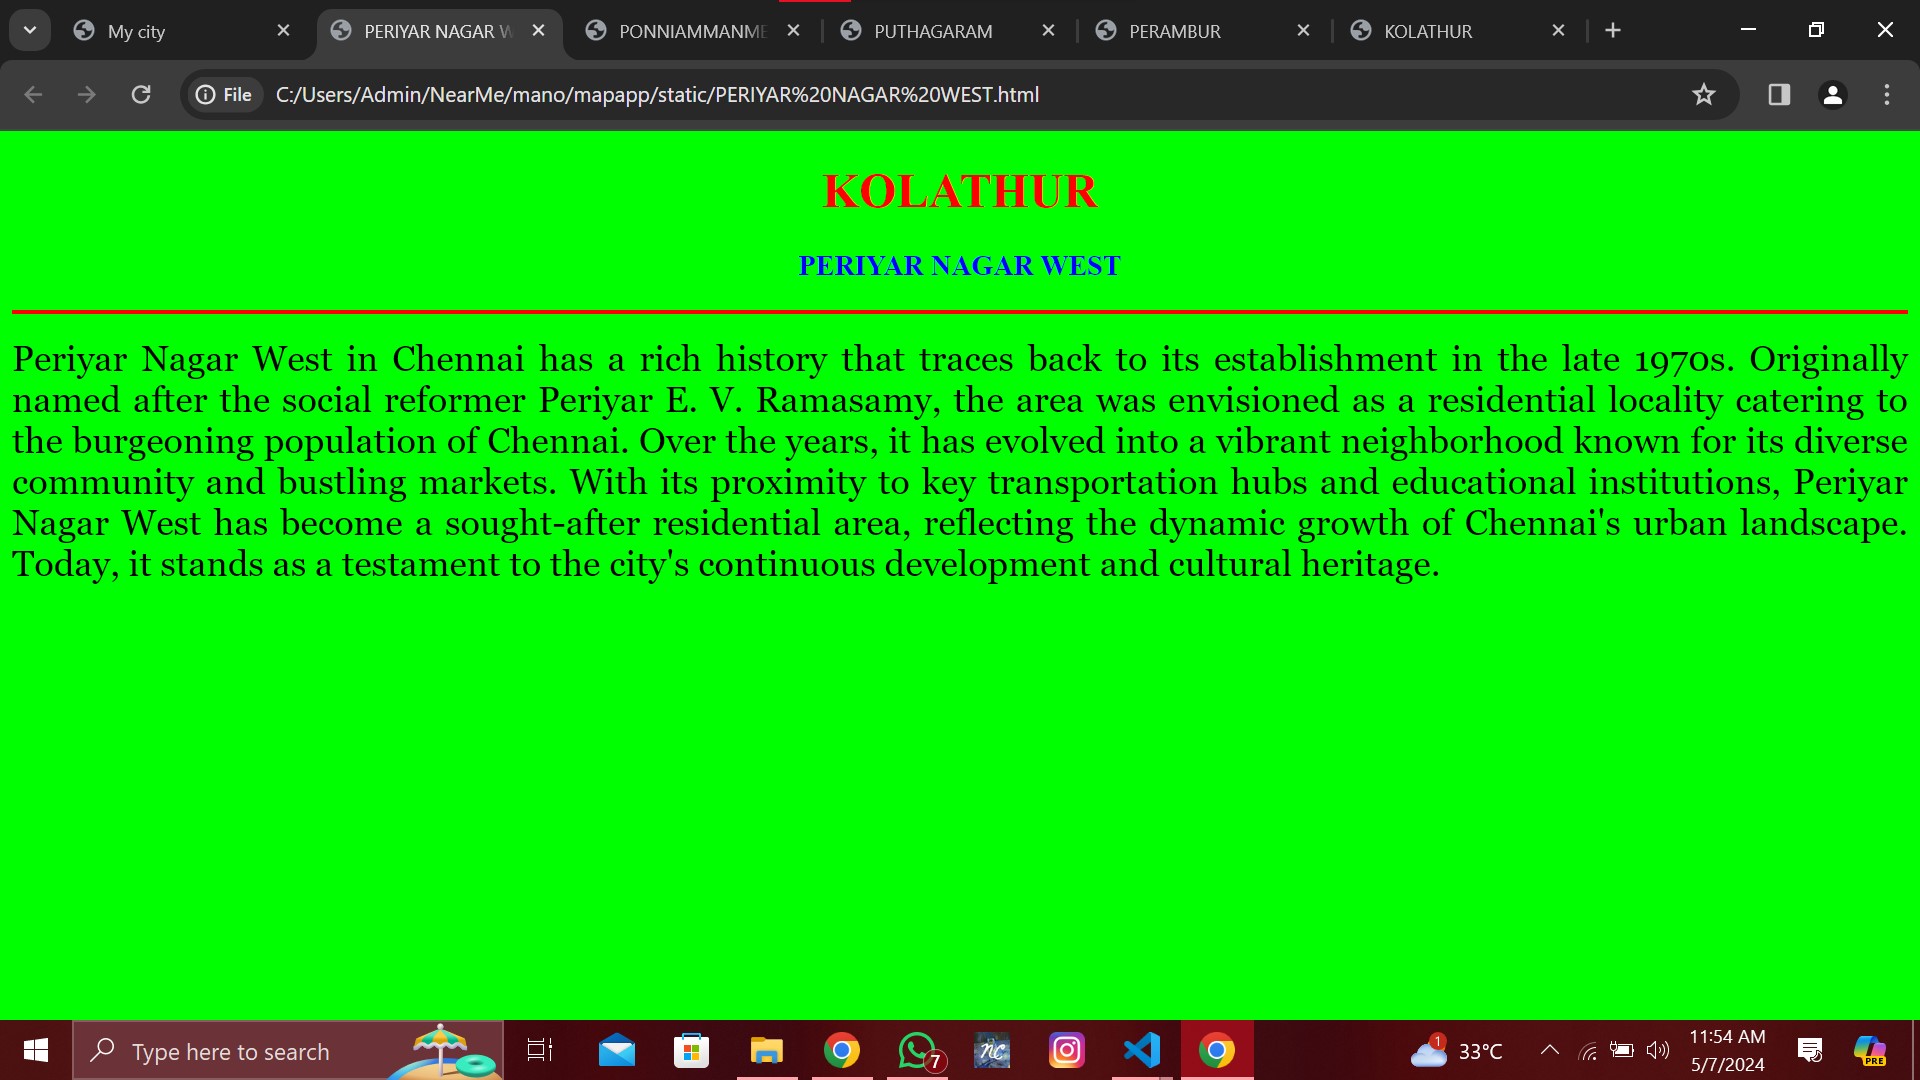 My city
PERIYAR NAGAR W
PONNIAMMANME
PUTHAGARAM
PERAMBUR
KOLATHUR
File
C:/Users/Admin/NearMe/mano/mapapp/static/PERIYAR%20NAGAR%20WEST.html
KOLATHUR
PERIYAR NAGAR WEST
Periyar Nagar West in Chennai has a rich history that traces back to its establishment in the late 1970s. Originally
named after the social reformer Periyar E. V. Ramasamy, the area was envisioned as a residential locality catering to
the burgeoning population of Chennai. Over the years, it has evolved into a vibrant neighborhood known for its diverse
community and bustling markets. With its proximity to key transportation hubs and educational institutions, Periyar
Nagar West has become a sought-after residential area, reflecting the dynamic growth of Chennai's urban landscape.
Today, it stands as a testament to the city's continuous development and cultural heritage.
Type here to search
7
NC
1
33°C
11:54 AM
5/7/2024
PRE